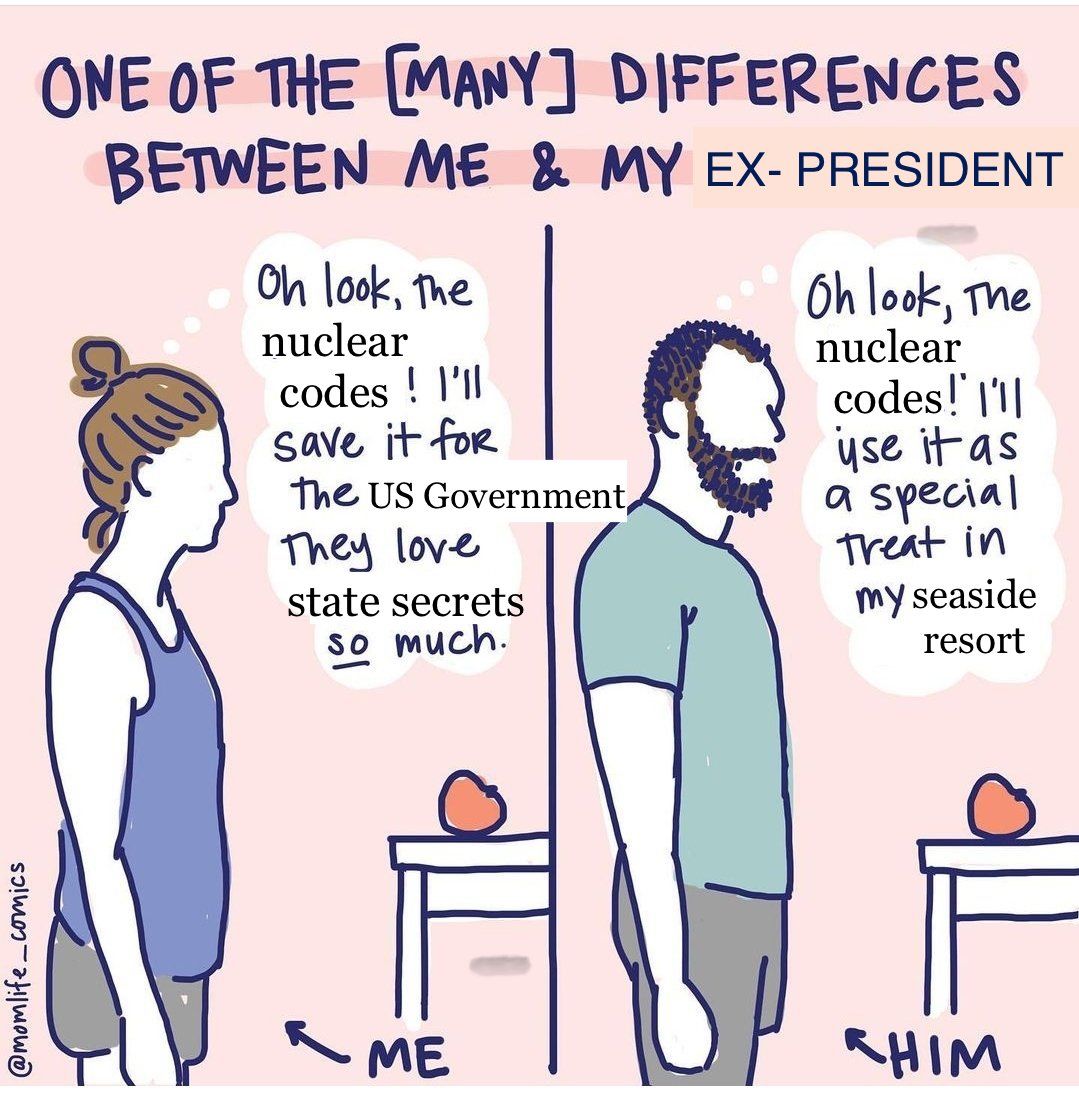 ONE OF THE [MANY] DIFFERENCES
BETWEEN ME & MY EX- PRESIDENT
Oh look, the
nuclear
codes ! I'll
save it for
the US Government
They love
state secrets
so much.
Oh look, the
nuclear
codes! I'll
use it as
a special
treat in
my seaside
resort
ME
HIM
@momlife_comics